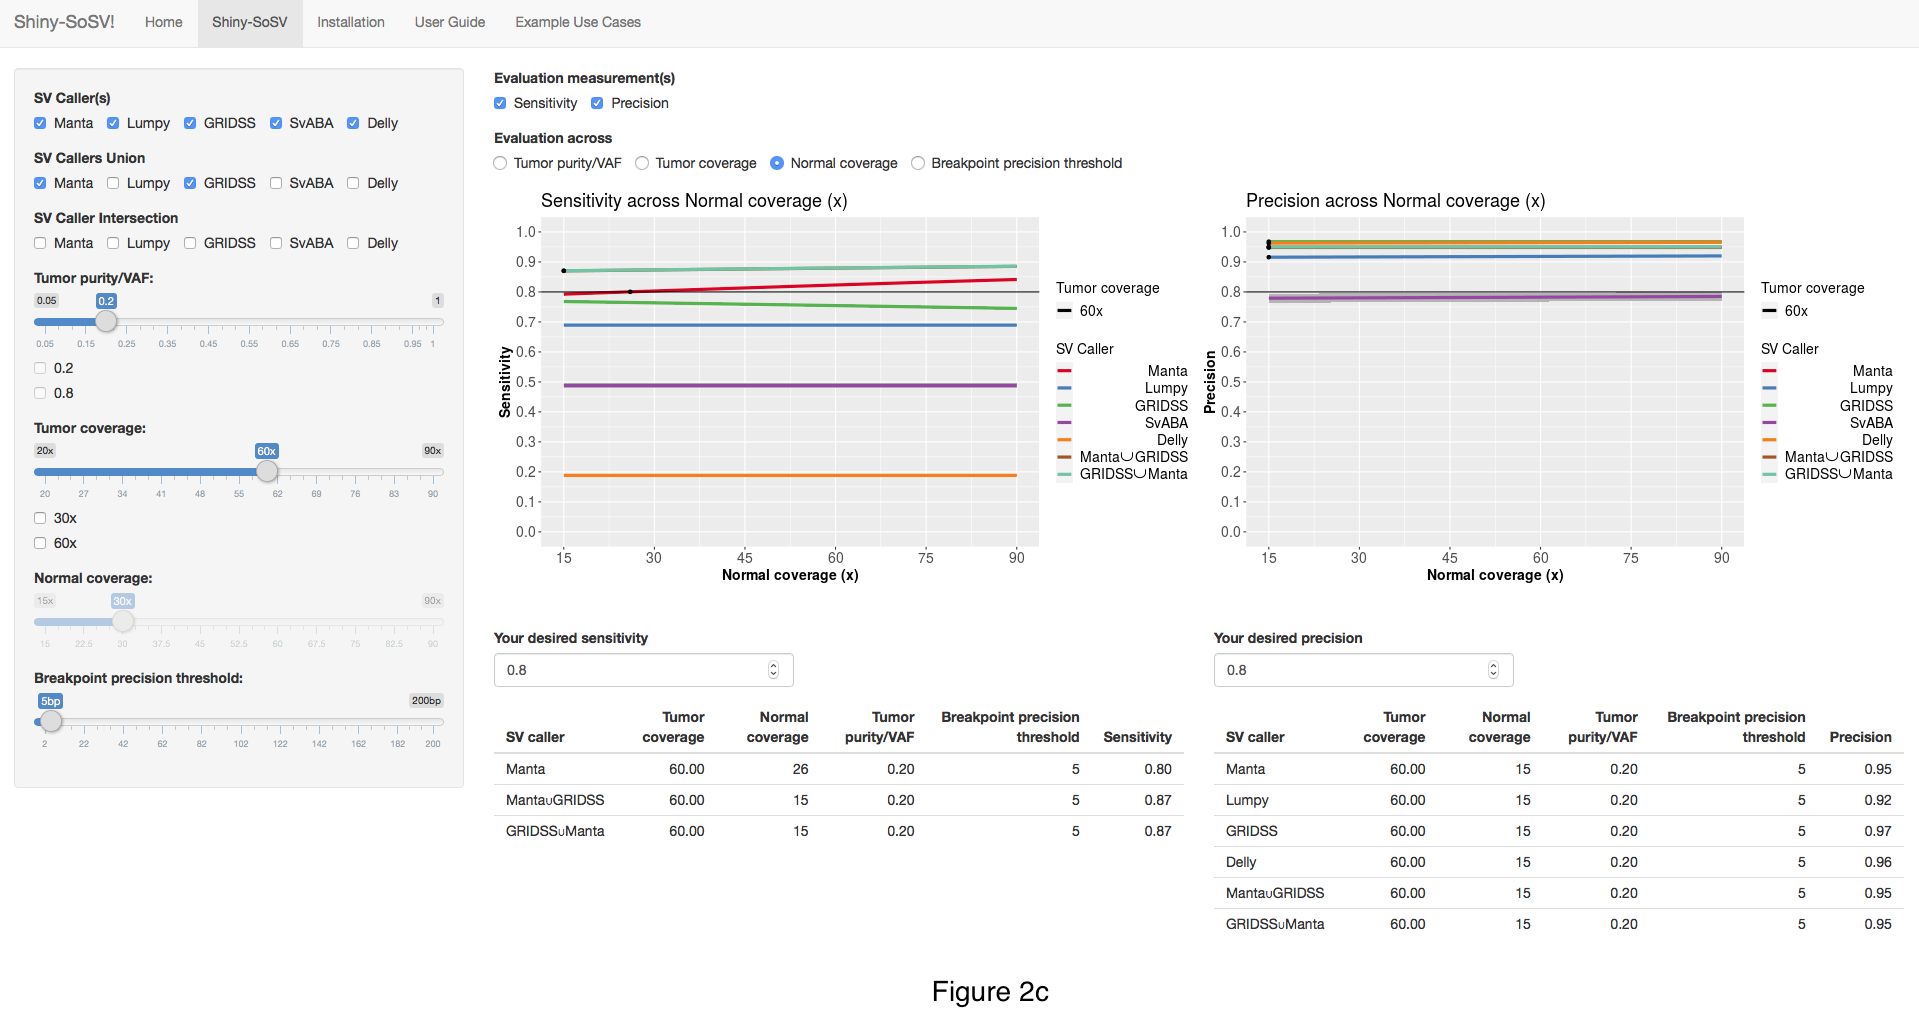 Shiny-SoSV! Home Shiny-SoSV Installation User Guide Example Use Cases
SV Caller(s)
Manta Lumpy GRIDSS SvABA Delly
SV Callers Union
Manta Lumpy GRIDSS SvABA Delly
SV Caller Intersection
Manta Lumpy GRIDSS SvABA Delly
Tumor purity/VAF:
0.05 0.2 1
0.05 0.15 0.25 0.35 0.45 0.55 0.65 0.75 0.85 0.95 1
0.2
0.8
Tumor coverage:
20x 60x 90x
20 27 34 41 48 55 62 69 76 83 90
30x
60x
Normal coverage:
15x 30x 90x
15 22.5 30 37.5 45 52.5 60 67.5 75 82.5 90
Breakpoint precision threshold:
5bp 200bp
2 22 42 62 82 102 122 142 162 182 200
Evaluation measurement(s)
Sensitivity Precision
Evaluation across
Tumor purity/VAF Tumor coverage Normal coverage Breakpoint precision threshold
Sensitivity across Normal coverage (x)
1.0
0.9
0.8
0.7
0.6
0.5
0.4
0.3
0.2
0.1
0.0
Sensitivity
15 30 45 60 75 90
Normal coverage (x)
Tumor coverage
60x
SV Caller
Manta
Lumpy
GRIDSS
SvABA
Delly
Manta∪GRIDSS
GRIDSS∪Manta
Precision across Normal coverage (x)
1.0
0.9
0.8
0.7
0.6
0.5
0.4
0.3
0.2
0.1
0.0
Precision
15 30 45 60 75 90
Normal coverage (x)
Tumor coverage
60x
SV Caller
Manta
Lumpy
GRIDSS
SvABA
Delly
Manta∪GRIDSS
GRIDSS∪Manta
Your desired sensitivity
0.8
Tumor Normal Tumor Breakpoint precision
SV caller coverage coverage purity/VAF threshold Sensitivity
Manta 60.00 26 0.20 5 0.80
Manta∪GRIDSS 60.00 15 0.20 5 0.87
GRIDSS∪Manta 60.00 15 0.20 5 0.87
Your desired precision
0.8
Tumor Normal Tumor Breakpoint precision
SV caller coverage coverage purity/VAF threshold Precision
Manta 60.00 15 0.20 5 0.95
Lumpy 60.00 15 0.20 5 0.92
GRIDSS 60.00 15 0.20 5 0.97
Delly 60.00 15 0.20 5 0.96
Manta∪GRIDSS 60.00 15 0.20 5 0.95
GRIDSS∪Manta 60.00 15 0.20 5 0.95
Figure 2c